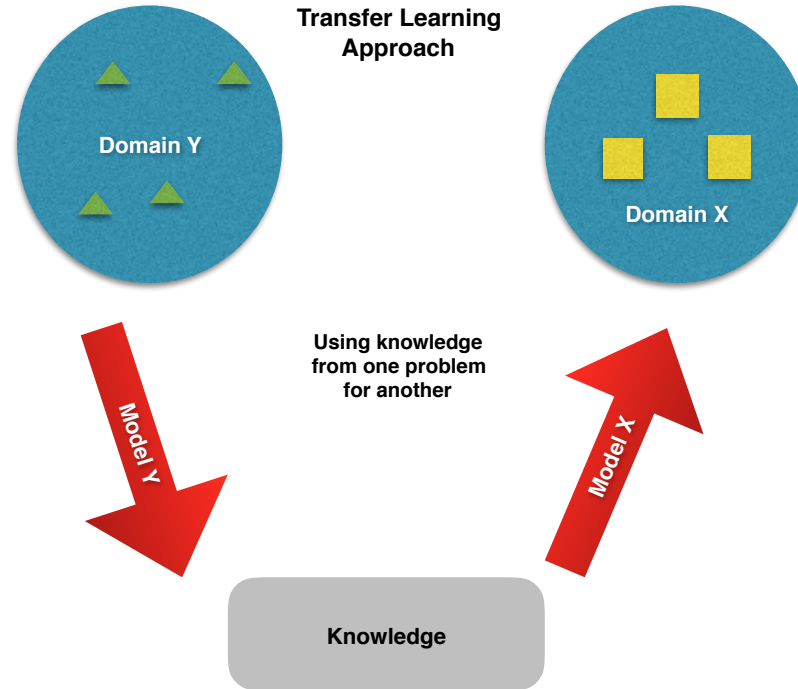 Transfer Learning
Approach
Domain Y
Domain X
Using knowledge
from one problem
for another
Model Y
Model X
Knowledge